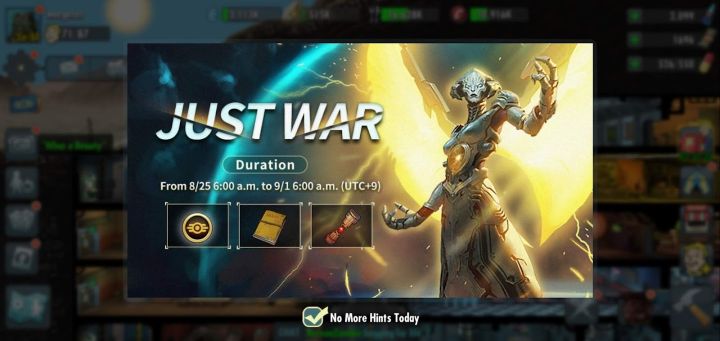 JUST WAR
Duration
From 8/25 6:00 a.m. to 9/1 6:00 a.m. (UTC+9)
No More Hints Today